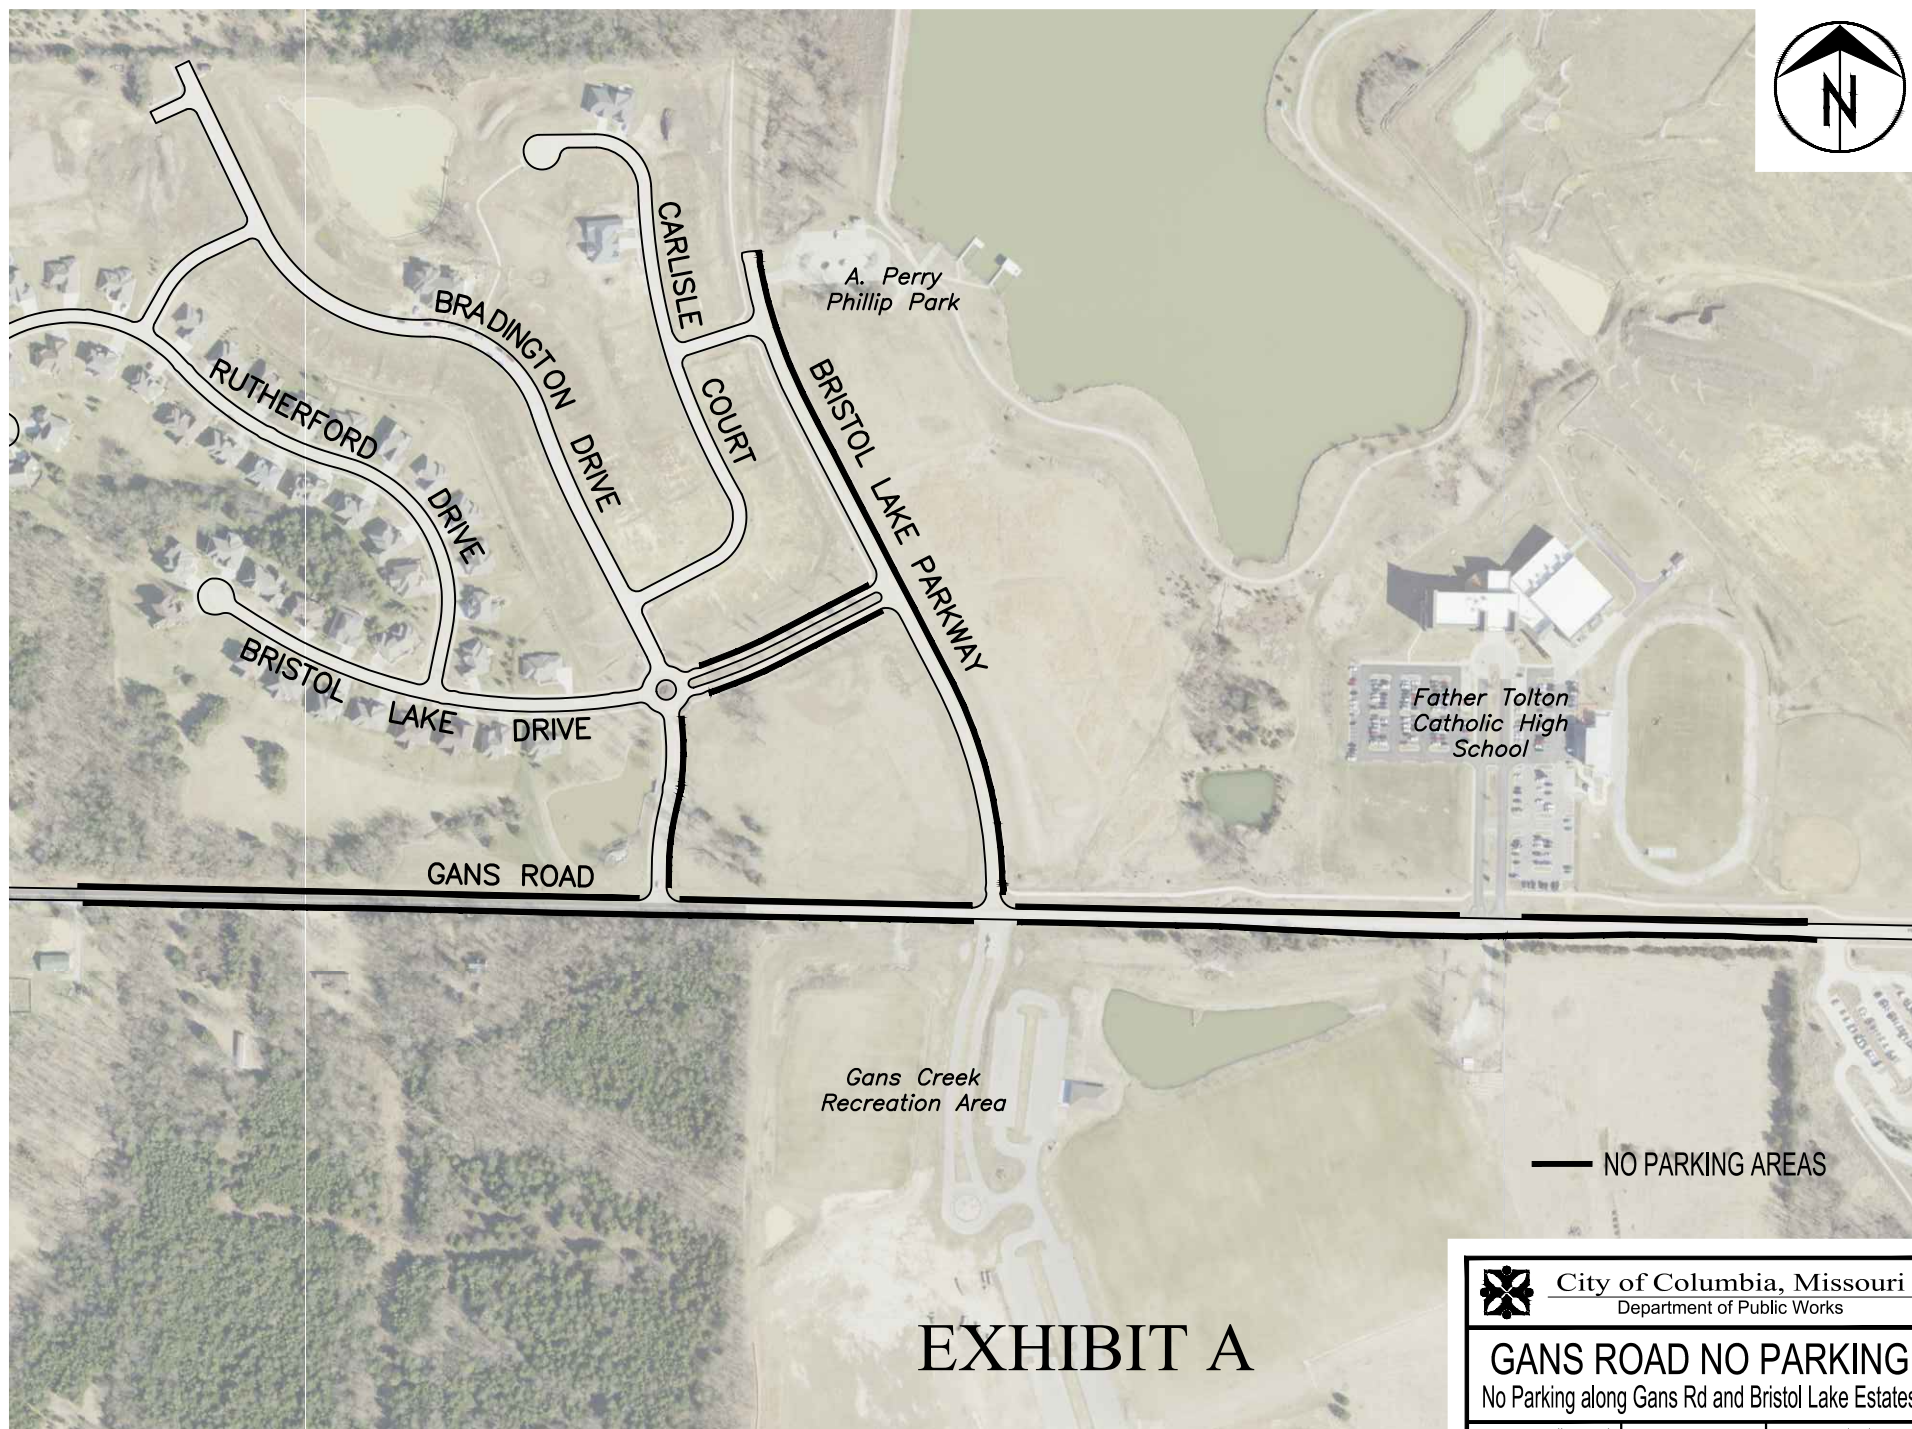 N
CARLISLE
COURT
A. Perry
Phillip Park
BRADINGTON
DRIVE
BRISTOL LAKE PARKWAY
RUTHERFORD
DRIVE
BRISTOL LAKE DRIVE
Father Tolton
Catholic High
School
GANS ROAD
Gans Creek
Recreation Area
NO PARKING AREAS
EXHIBIT A
City of Columbia, Missouri
Department of Public Works
GANS ROAD NO PARKING
No Parking along Gans Rd and Bristol Lake Estates